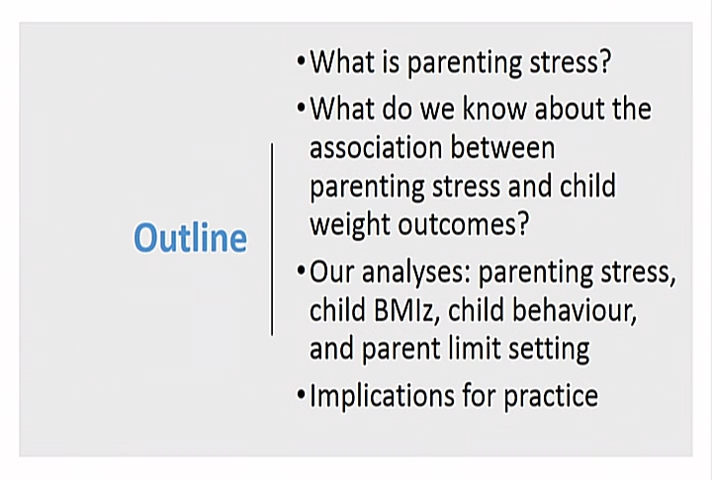 Outline
•What is parenting stress?
•What do we know about the
association between
parenting stress and child
weight outcomes?
•Our analyses: parenting stress,
child BMIz, child behaviour,
and parent limit setting
•Implications for practice